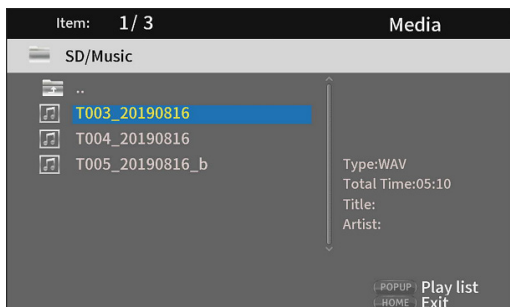 Item: 1/3 Media
SD/Music
..
T003_20190816
T004_20190816
T005_20190816_b
Type:WAV
Total Time:05:10
Title:
Artist:
POPUP Play list
HOME Exit